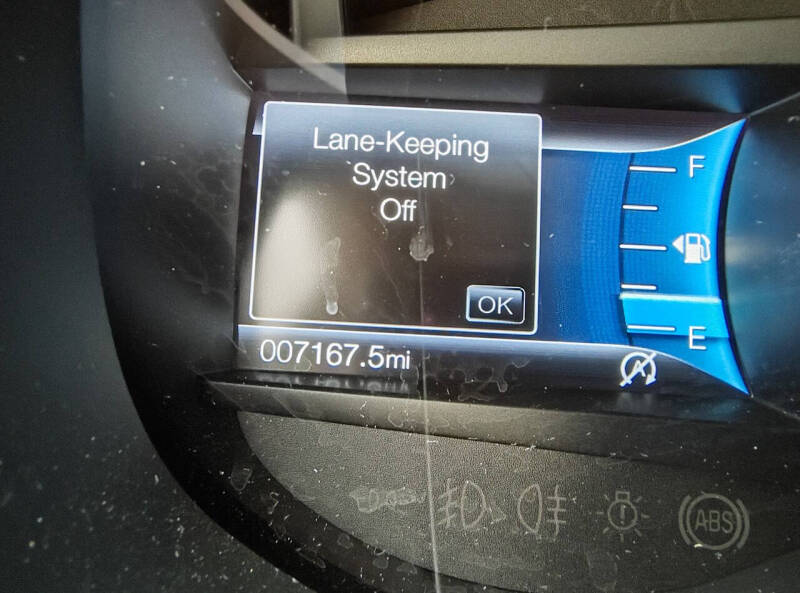 Lane-Keeping
System
Off
F
OK
E
007167.5mi
A
ABS